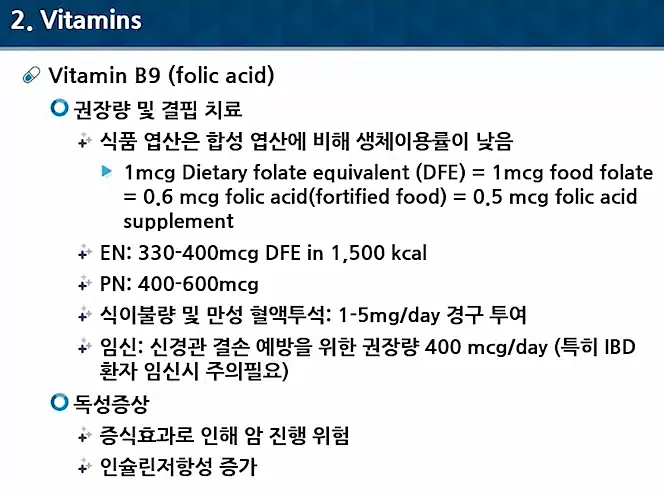 2. Vitamins
Vitamin B9 (folic acid)
권장량 및 결핍 치료
식품 엽산은 합성 엽산에 비해 생체이용률이 낮음
1mcg Dietary folate equivalent (DFE) = 1mcg food folate
= 0.6 mcg folic acid(fortified food) = 0.5 mcg folic acid
supplement
EN: 330-400mcg DFE in 1,500 kcal
PN: 400-600mcg
식이불량 및 만성 혈액투석: 1-5mg/day 경구 투여
임신: 신경관 결손 예방을 위한 권장량 400 mcg/day (특히 IBD
환자 임신시 주의필요)
독성증상
증식효과로 인해 암 진행 위험
인슐린저항성 증가